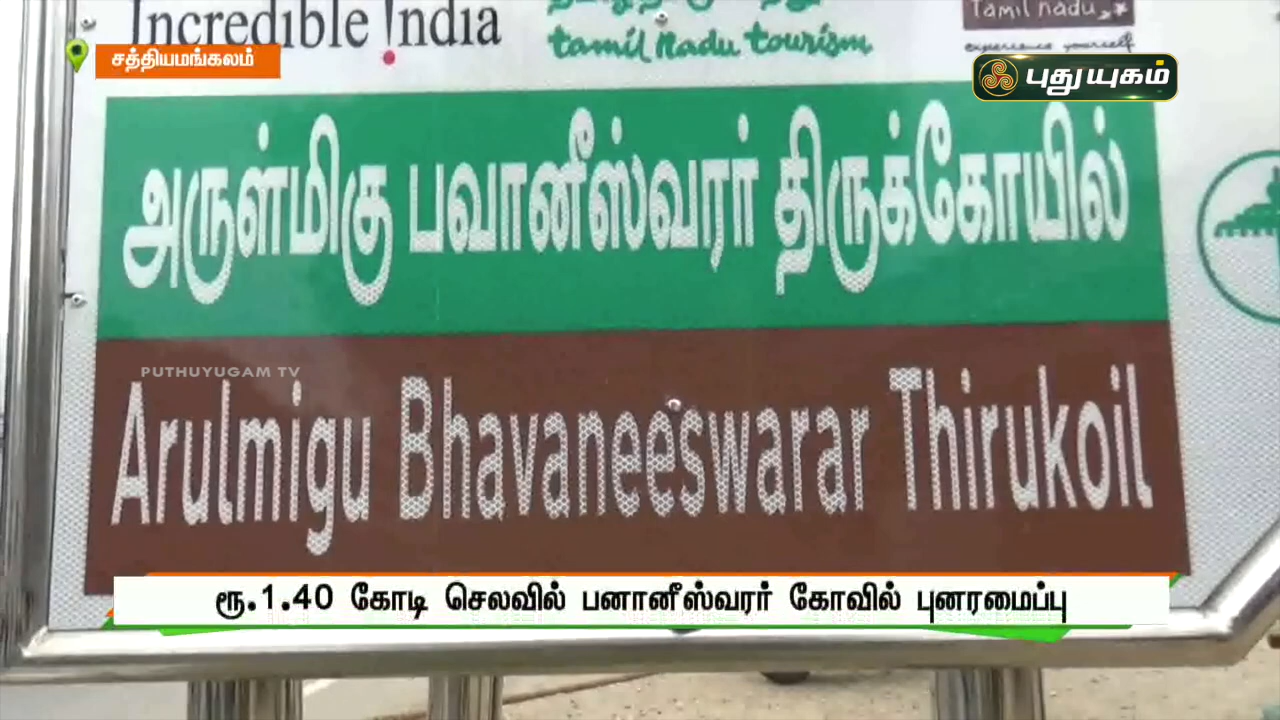 Incredible !ndia
tamil nadu tourism
Tamil nadu
experience yourself
சத்தியமங்கலம்
புதுயுகம்
அருள்மிகு பவானீஸ்வரர் திருக்கோயில்
PUTHUYUGAM TV
Arulmigu Bhavaneeswarar Thirukoil
ரூ.1.40 கோடி செலவில் பனானீஸ்வரர் கோவில் புனரமைப்பு